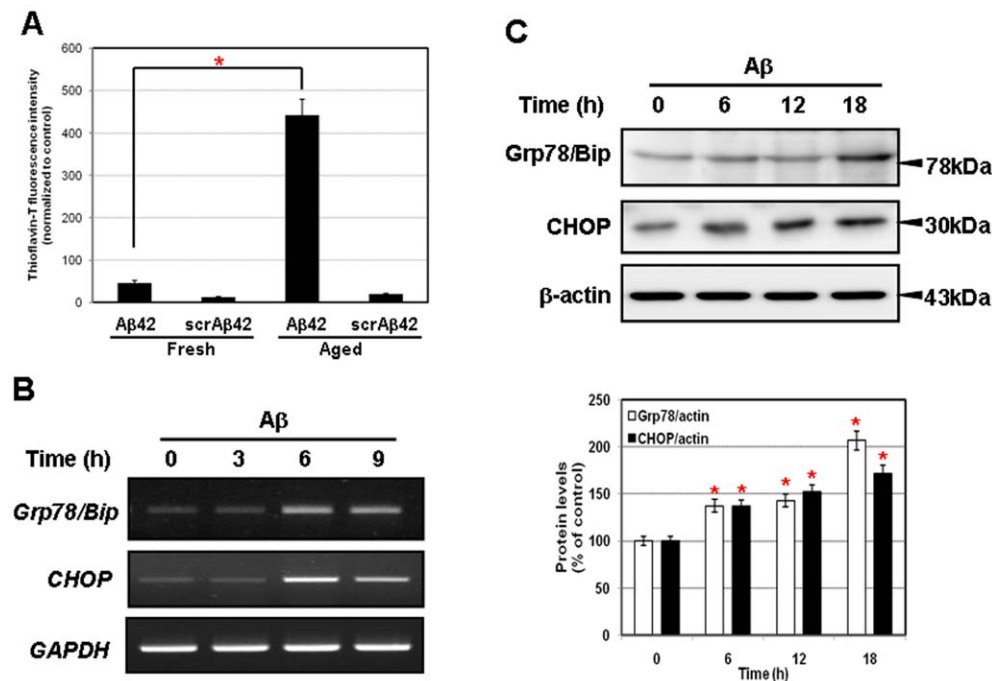 A
600
500
400
300
200
100
0
Thioflavin-T fluorescence intensity
(normalized to control)
*
Aβ42 scrAβ42 Aβ42 scrAβ42
Fresh Aged
B
Aβ
Time (h) 0 3 6 9
Grp78/Bip
CHOP
GAPDH
C
Aβ
Time (h) 0 6 12 18
Grp78/Bip 78kDa
CHOP 30kDa
β-actin 43kDa
250
200
150
100
50
0
Protein levels
(% of control)
Grp78/actin
CHOP/actin
* * * * * *
0 6 12 18
Time (h)